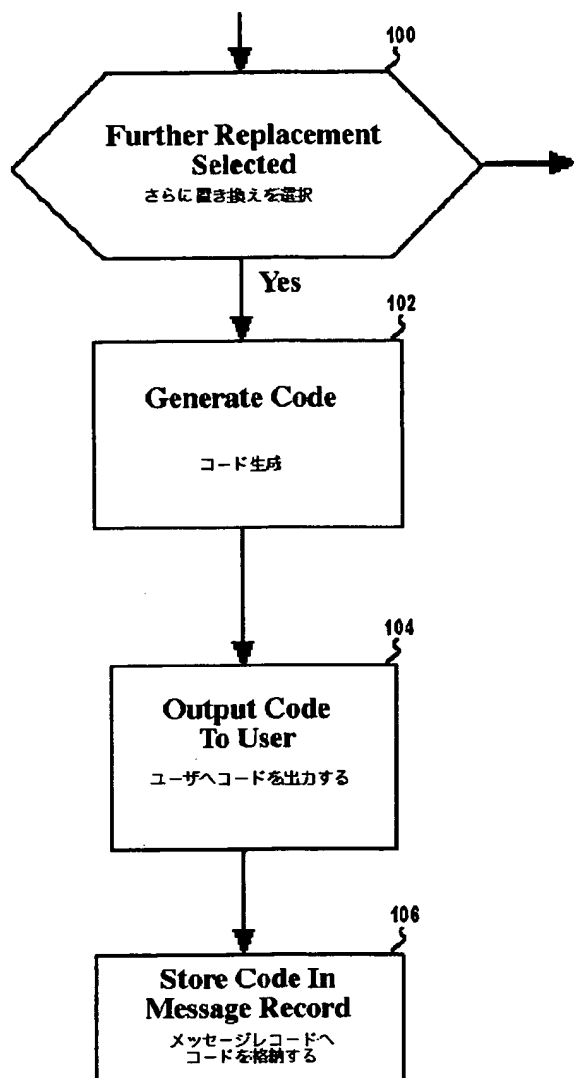 100
Further Replacement
Selected
さらに置き換えを選択
Yes
102
Generate Code
コード生成
104
Output Code
To User
ユーザへコードを出力する
106
Store Code In
Message Record
メッセージレコードへ
コードを格納する